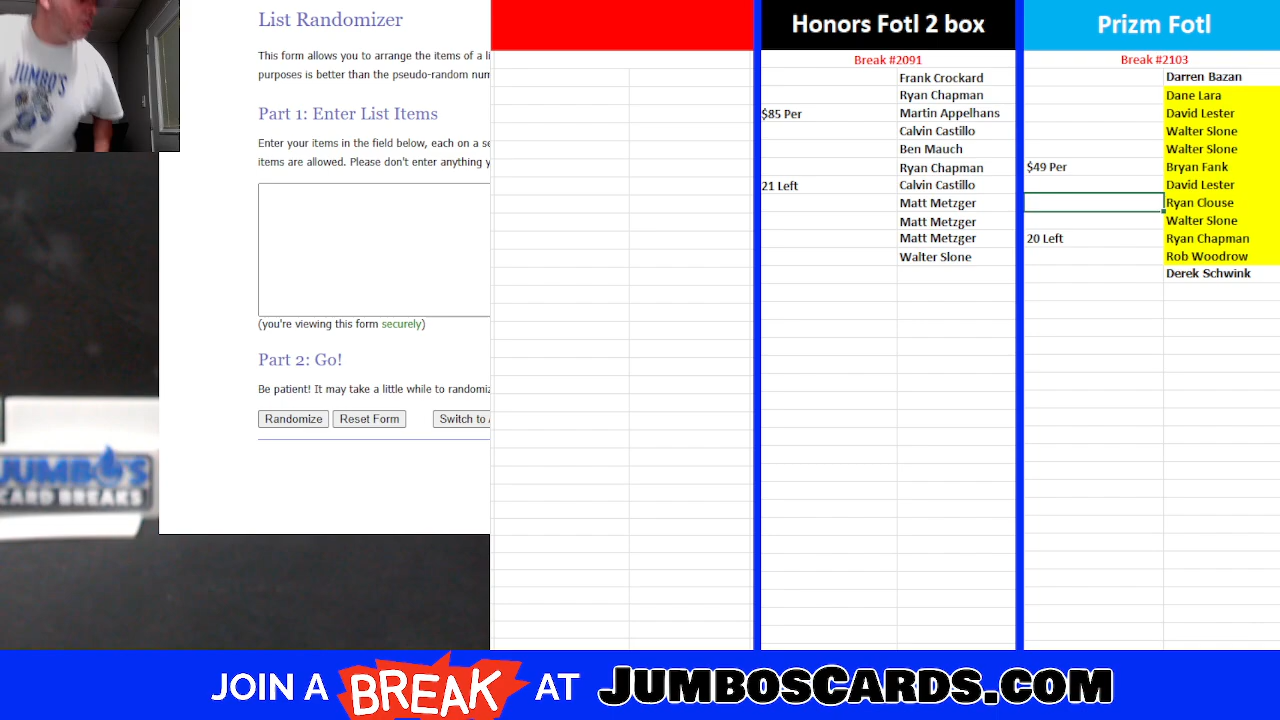 JUMBO'S
List Randomizer
This form allows you to arrange the items of a li
purposes is better than the pseudo-random num
Part 1: Enter List Items
Enter your items in the field below, each on a se
items are allowed. Please don't enter anything y
(you're viewing this form securely)
Part 2: Go!
Be patient! It may take a little while to randomiz
Randomize
Reset Form
Switch to A
JUMBO'S
CARD BREAKS
Honors Fotl 2 box
Break #2091
Frank Crockard
Ryan Chapman
$85 Per Martin Appelhans
Calvin Castillo
Ben Mauch
Ryan Chapman
21 Left Calvin Castillo
Matt Metzger
Matt Metzger
Matt Metzger
Walter Slone
Prizm Fotl
Break #2103
Darren Bazan
Dane Lara
David Lester
Walter Slone
Walter Slone
$49 Per Bryan Fank
David Lester
Ryan Clouse
Walter Slone
20 Left Ryan Chapman
Rob Woodrow
Derek Schwink
JOIN A BREAK AT JUMBOSCARDS.COM